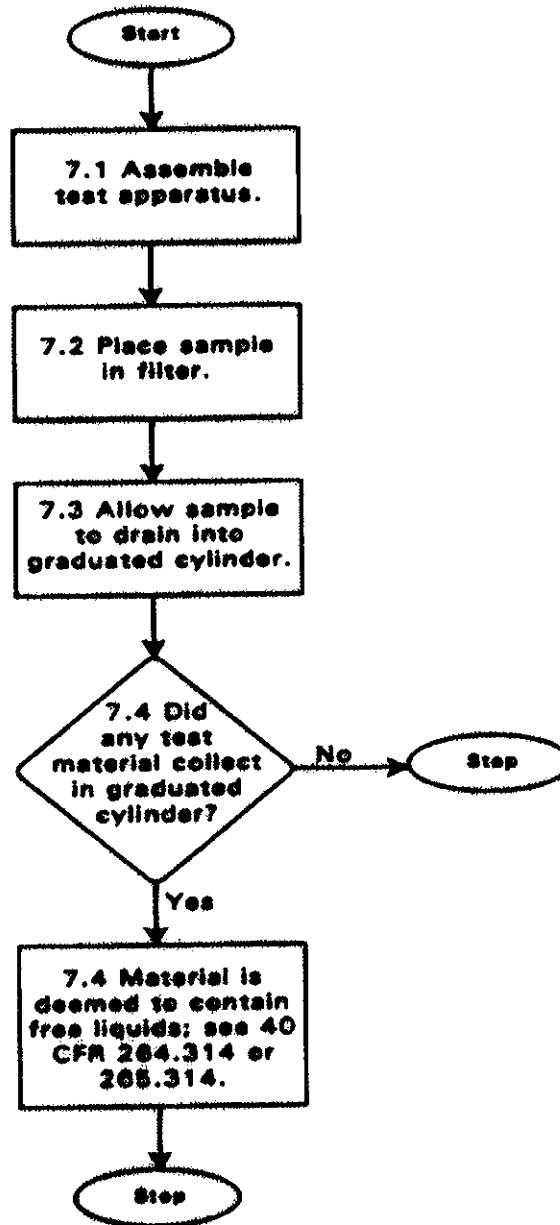 Start
7.1 Assemble
test apparatus.
7.2 Place sample
in filter.
7.3 Allow sample
to drain into
graduated cylinder.
7.4 Did
any test
material collect
in graduated
cylinder?
No
Stop
Yes
7.4 Material is
deemed to contain
free liquids; see 40
CFR 264.314 or
265.314.
Stop